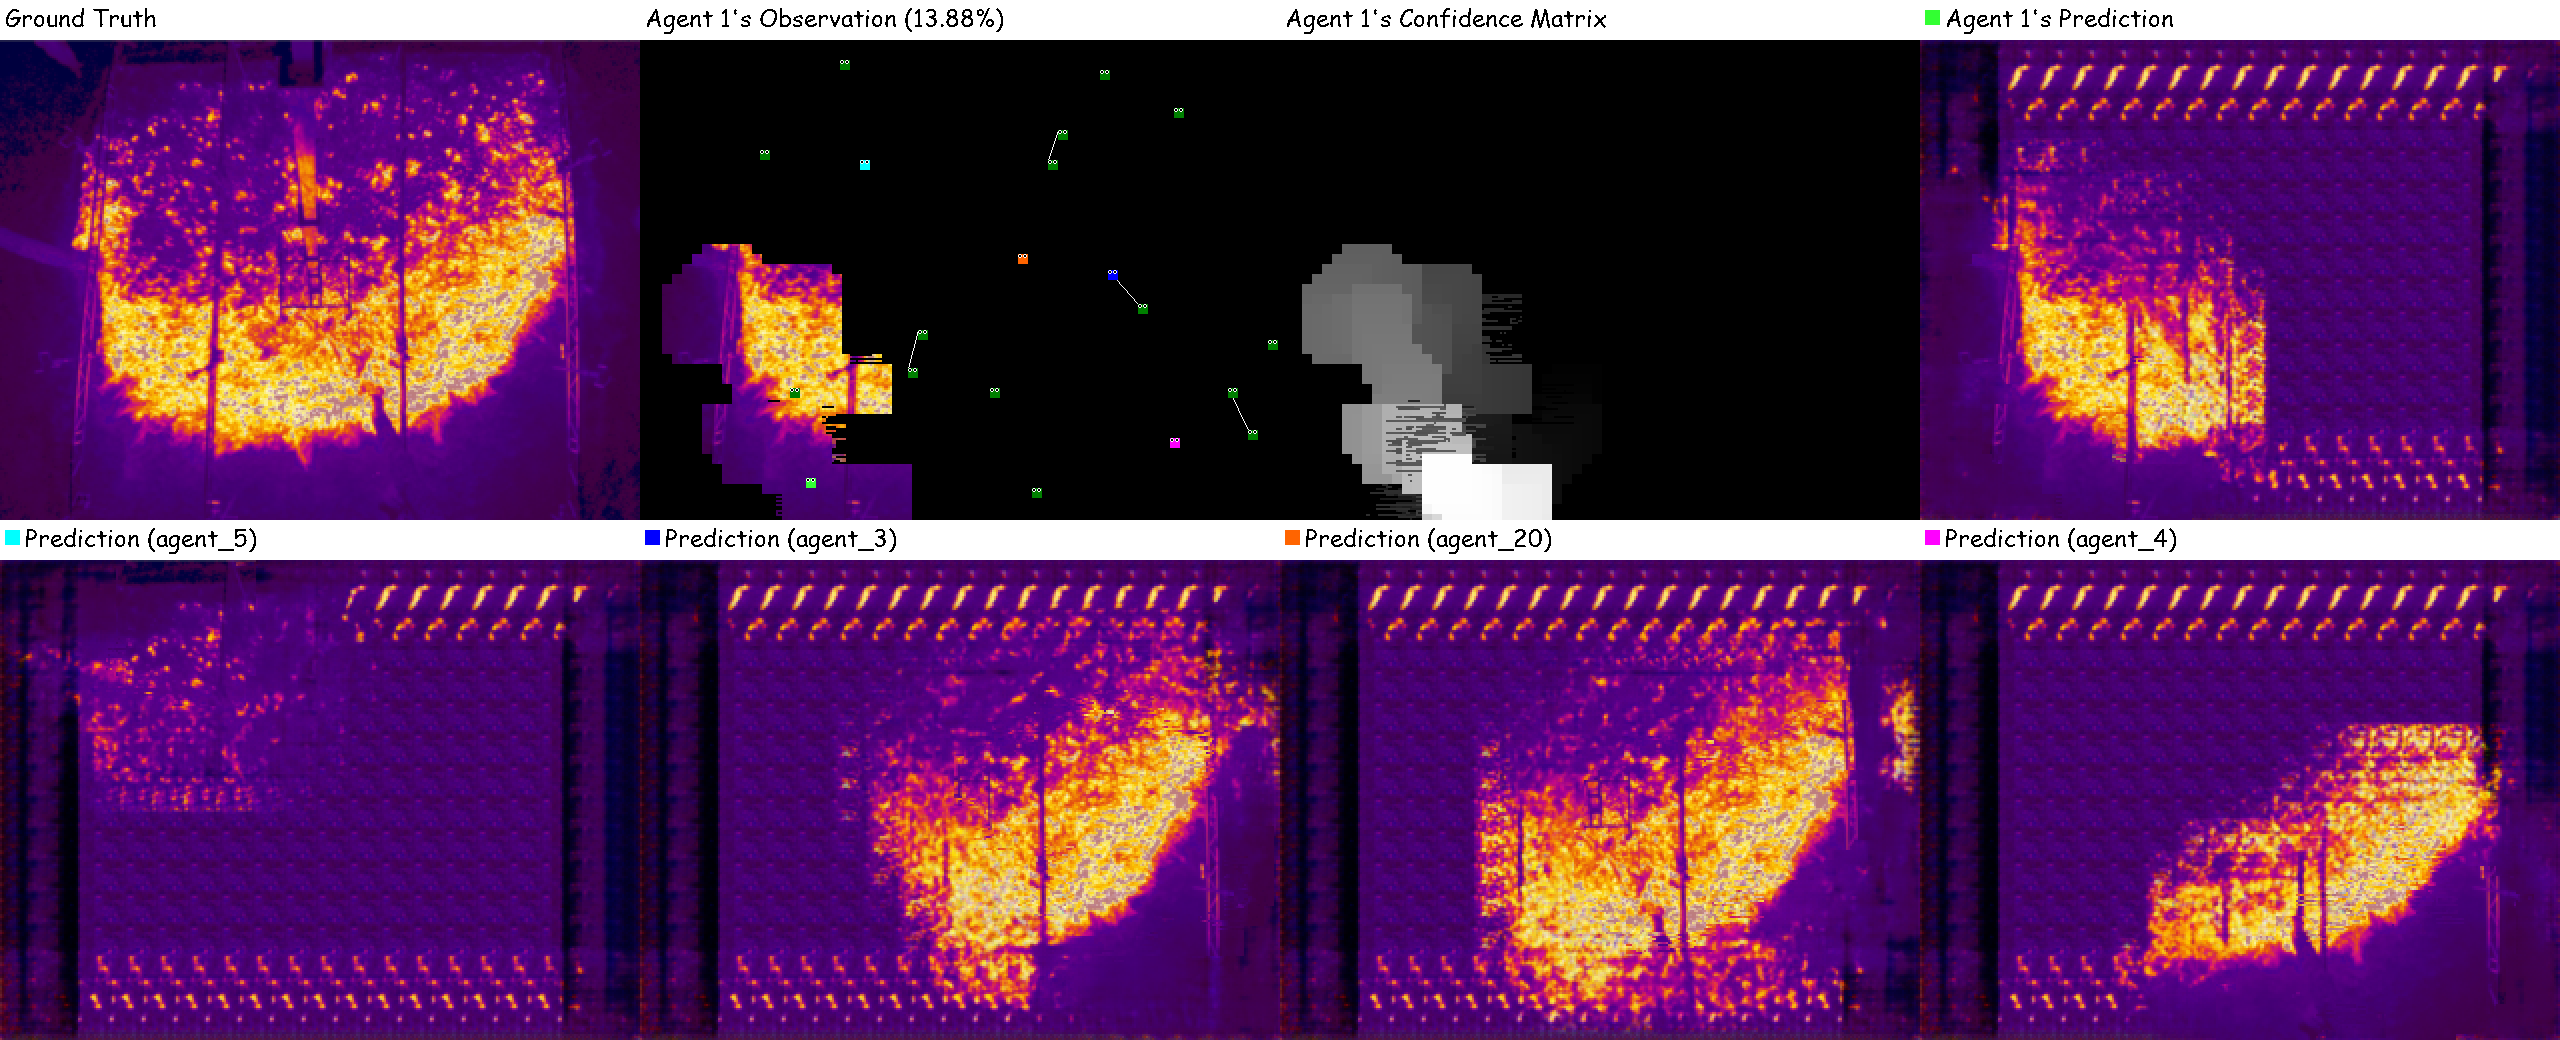 Ground Truth
Agent 1's Observation (13.88%)
Agent 1's Confidence Matrix
Agent 1's Prediction
Prediction (agent_5)
Prediction (agent_3)
Prediction (agent_20)
Prediction (agent_4)